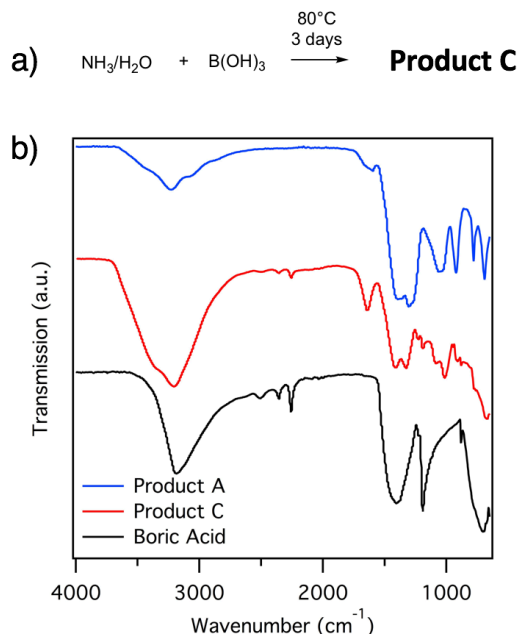 80°C
3 days
a) NH₃/H₂O + B(OH)₃ Product C
b)
Transmission (a.u.)
Product A
Product C
Boric Acid
4000 3000 2000 1000
Wavenumber (cm⁻¹)